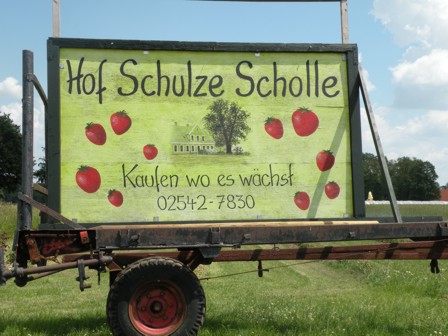 Hof Schulze Scholle
Kaufen wo es wächst
02542-7830